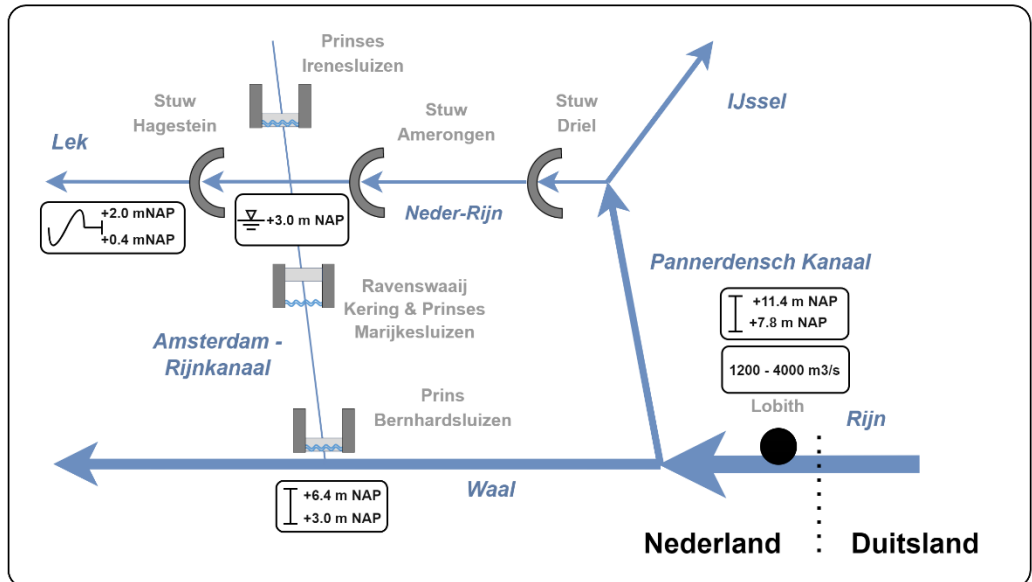 Prinses
Irenesluizen
Stuw
Hagestein
Stuw
Amerongen
Stuw
Driel
IJssel
Lek
+2.0 mNAP
+0.4 mNAP
+3.0 m NAP
Neder-Rijn
Pannerdensch Kanaal
Ravenswaaij
Kering & Prinses
Marijkesluizen
+11.4 m NAP
+7.8 m NAP
Amsterdam -
Rijnkanaal
1200 - 4000 m3/s
Prins
Bernhardsluizen
Lobith
Rijn
Waal
+6.4 m NAP
+3.0 m NAP
Nederland
Duitsland